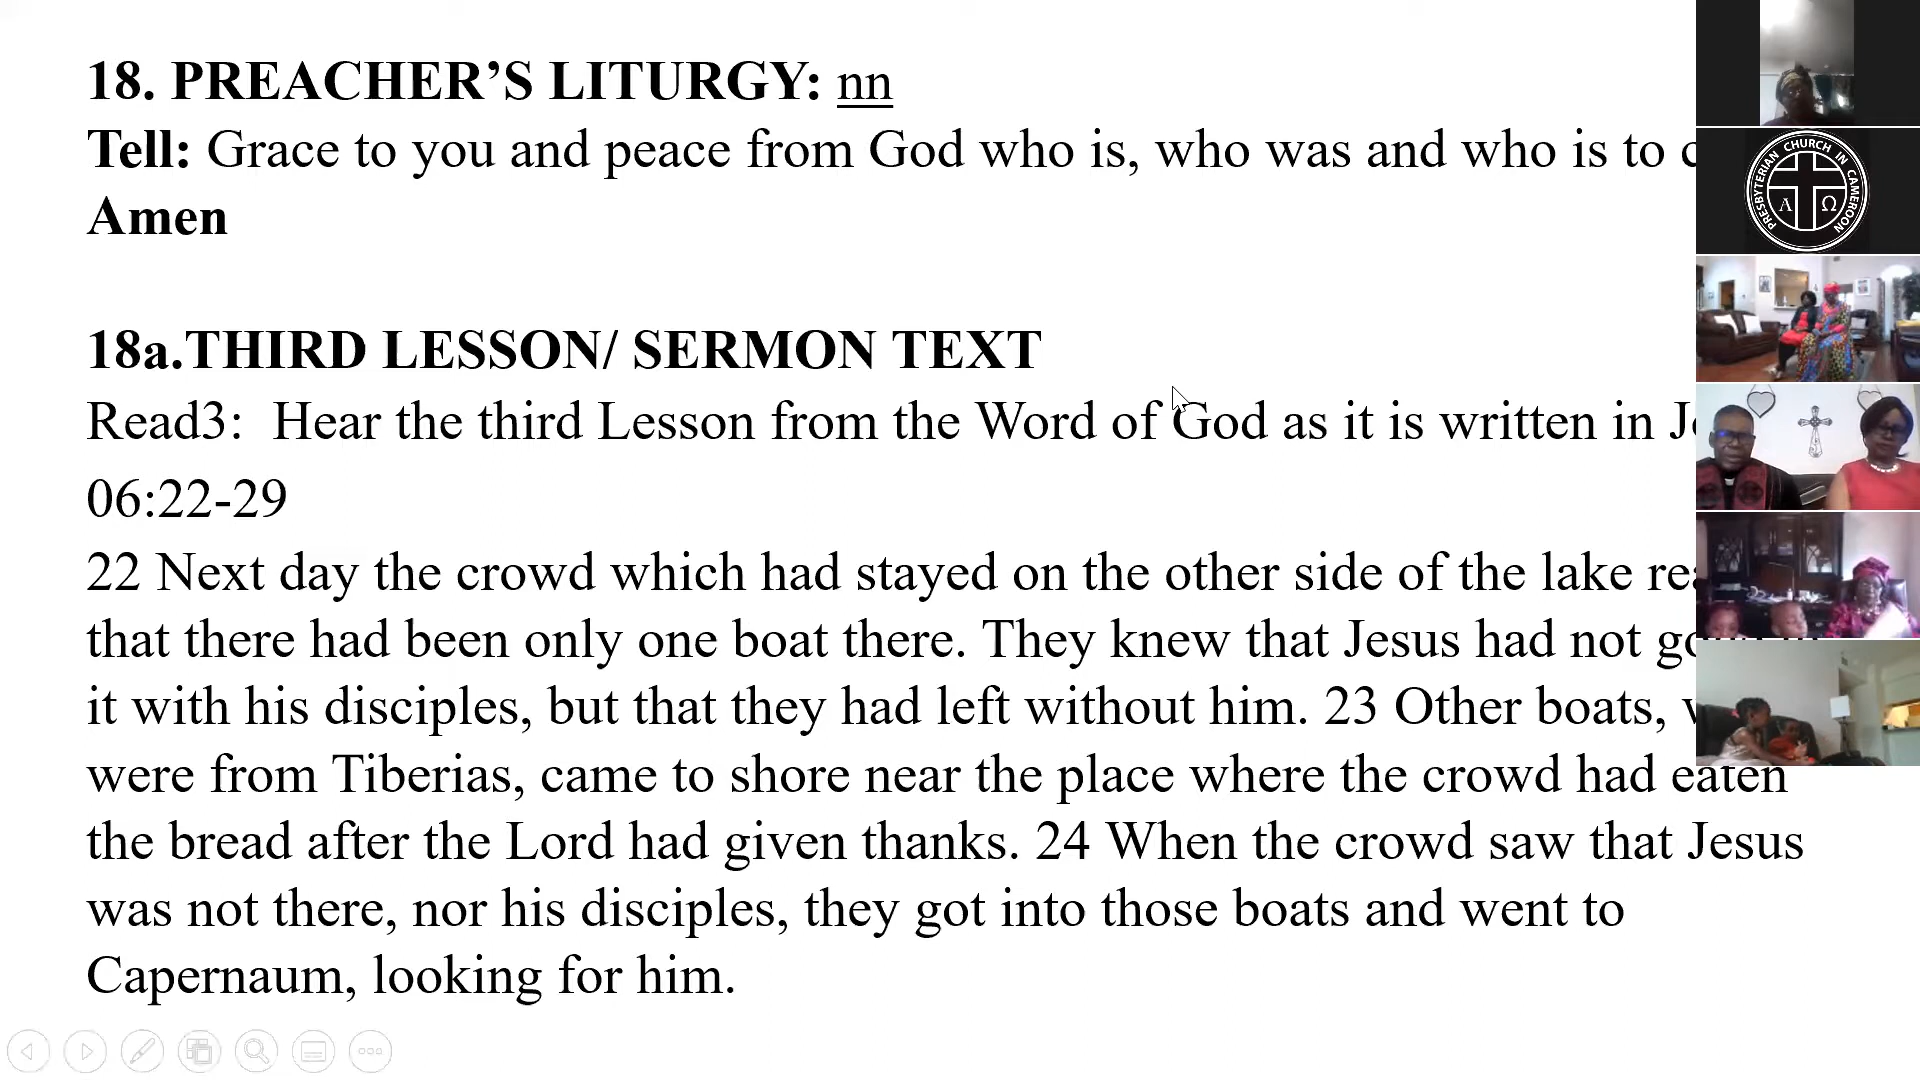 18. PREACHER’S LITURGY: nn
Tell: Grace to you and peace from God who is, who was and who is to
Amen
18a.THIRD LESSON/ SERMON TEXT
Read3: Hear the third Lesson from the Word of God as it is written in
06:22-29
22 Next day the crowd which had stayed on the other side of the lake
that there had been only one boat there. They knew that Jesus had not
it with his disciples, but that they had left without him. 23 Other boats,
were from Tiberias, came to shore near the place where the crowd had eaten
the bread after the Lord had given thanks. 24 When the crowd saw that Jesus
was not there, nor his disciples, they got into those boats and went to
Capernaum, looking for him.
PRESBYTERIAN CHURCH IN CAMEROON
Α Ω